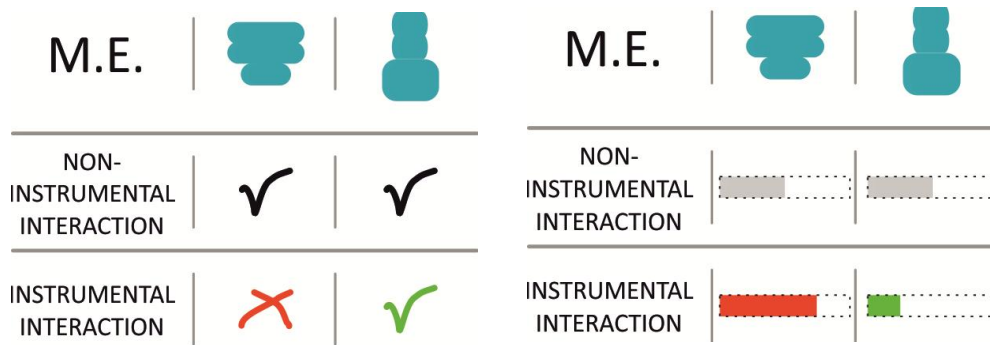 M.E.
NON-
INSTRUMENTAL
INTERACTION
INSTRUMENTAL
INTERACTION
M.E.
NON-
INSTRUMENTAL
INTERACTION
INSTRUMENTAL
INTERACTION